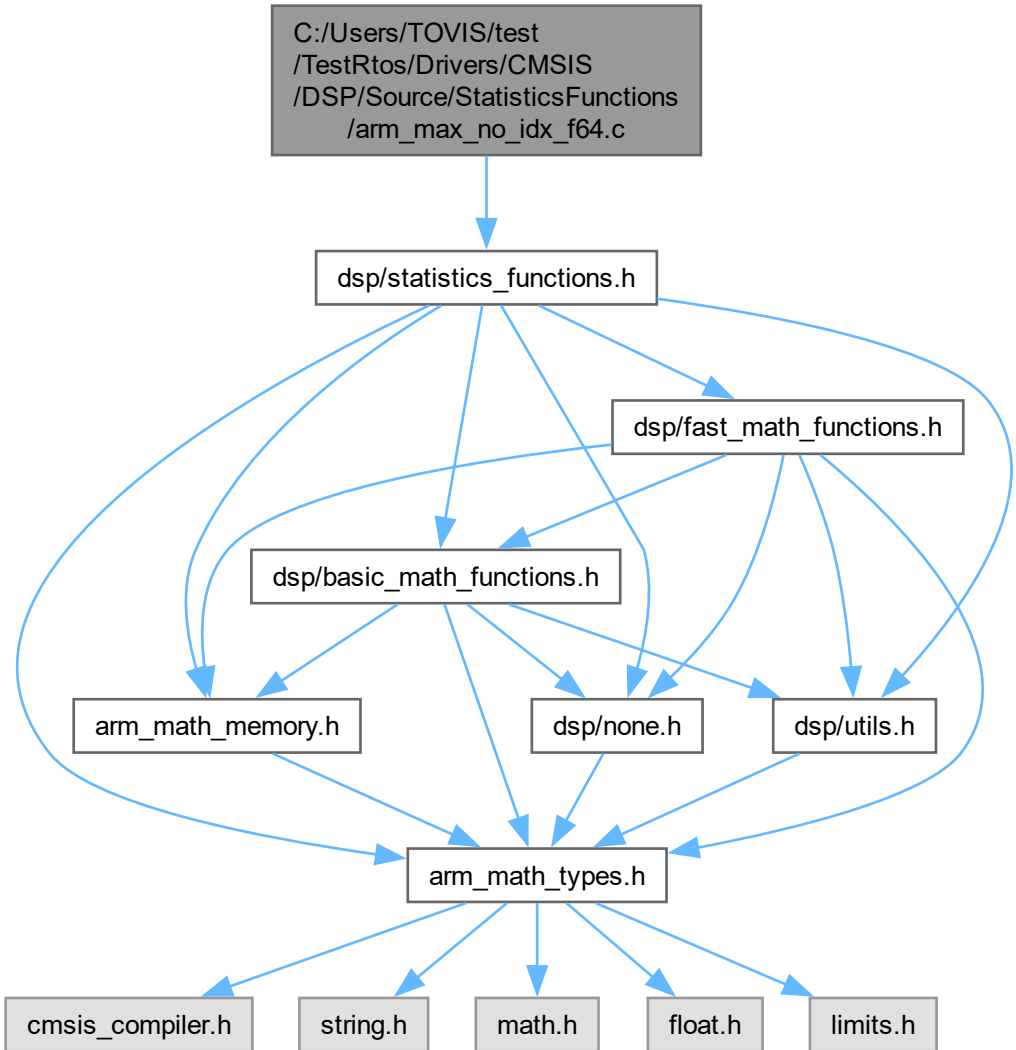 C:/Users/TOVIS/test
/TestRtos/Drivers/CMSIS
/DSP/Source/StatisticsFunctions
/arm_max_no_idx_f64.c
dsp/statistics_functions.h
dsp/fast_math_functions.h
dsp/basic_math_functions.h
arm_math_memory.h
dsp/none.h
dsp/utils.h
arm_math_types.h
cmsis_compiler.h
string.h
math.h
float.h
limits.h